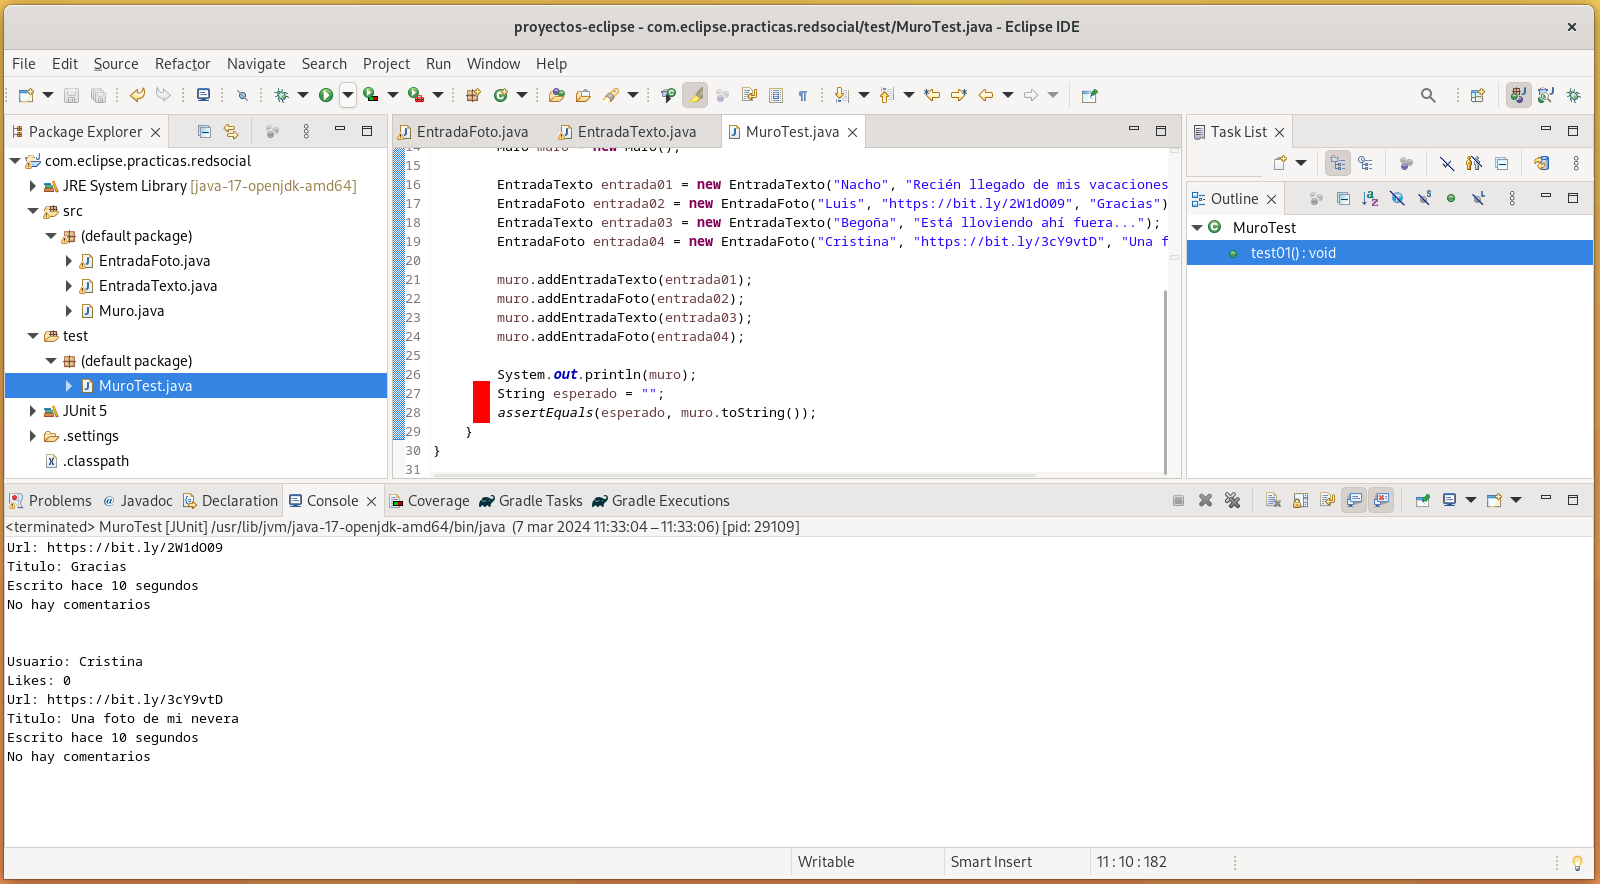 proyectos-eclipse - com.eclipse.practicas.redsocial/test/MuroTest.java - Eclipse IDE
File Edit Source Refactor Navigate Search Project Run Window Help
Package Explorer
com.eclipse.practicas.redsocial
JRE System Library [java-17-openjdk-amd64]
src
(default package)
EntradaFoto.java
EntradaTexto.java
Muro.java
test
(default package)
MuroTest.java
JUnit 5
.settings
.classpath
EntradaFoto.java EntradaTexto.java MuroTest.java
14 Muro muro = new Muro();
15
16 EntradaTexto entrada01 = new EntradaTexto("Nacho", "Recién llegado de mis vacaciones
17 EntradaFoto entrada02 = new EntradaFoto("Luis", "https://bit.ly/2W1dO09", "Gracias")
18 EntradaTexto entrada03 = new EntradaTexto("Begoña", "Está lloviendo ahí fuera...");
19 EntradaFoto entrada04 = new EntradaFoto("Cristina", "https://bit.ly/3cY9vtD", "Una f
20
21 muro.addEntradaTexto(entrada01);
22 muro.addEntradaFoto(entrada02);
23 muro.addEntradaTexto(entrada03);
24 muro.addEntradaFoto(entrada04);
25
26 System.out.println(muro);
27 String esperado = "";
28 assertEquals(esperado, muro.toString());
29 }
30 }
31
Task List
Outline
MuroTest
test01() : void
Problems Javadoc Declaration Console Coverage Gradle Tasks Gradle Executions
<terminated> MuroTest [JUnit] /usr/lib/jvm/java-17-openjdk-amd64/bin/java (7 mar 2024 11:33:04 – 11:33:06) [pid: 29109]
Url: https://bit.ly/2W1dO09
Titulo: Gracias
Escrito hace 10 segundos
No hay comentarios
Usuario: Cristina
Likes: 0
Url: https://bit.ly/3cY9vtD
Titulo: Una foto de mi nevera
Escrito hace 10 segundos
No hay comentarios
Writable Smart Insert 11 : 10 : 182